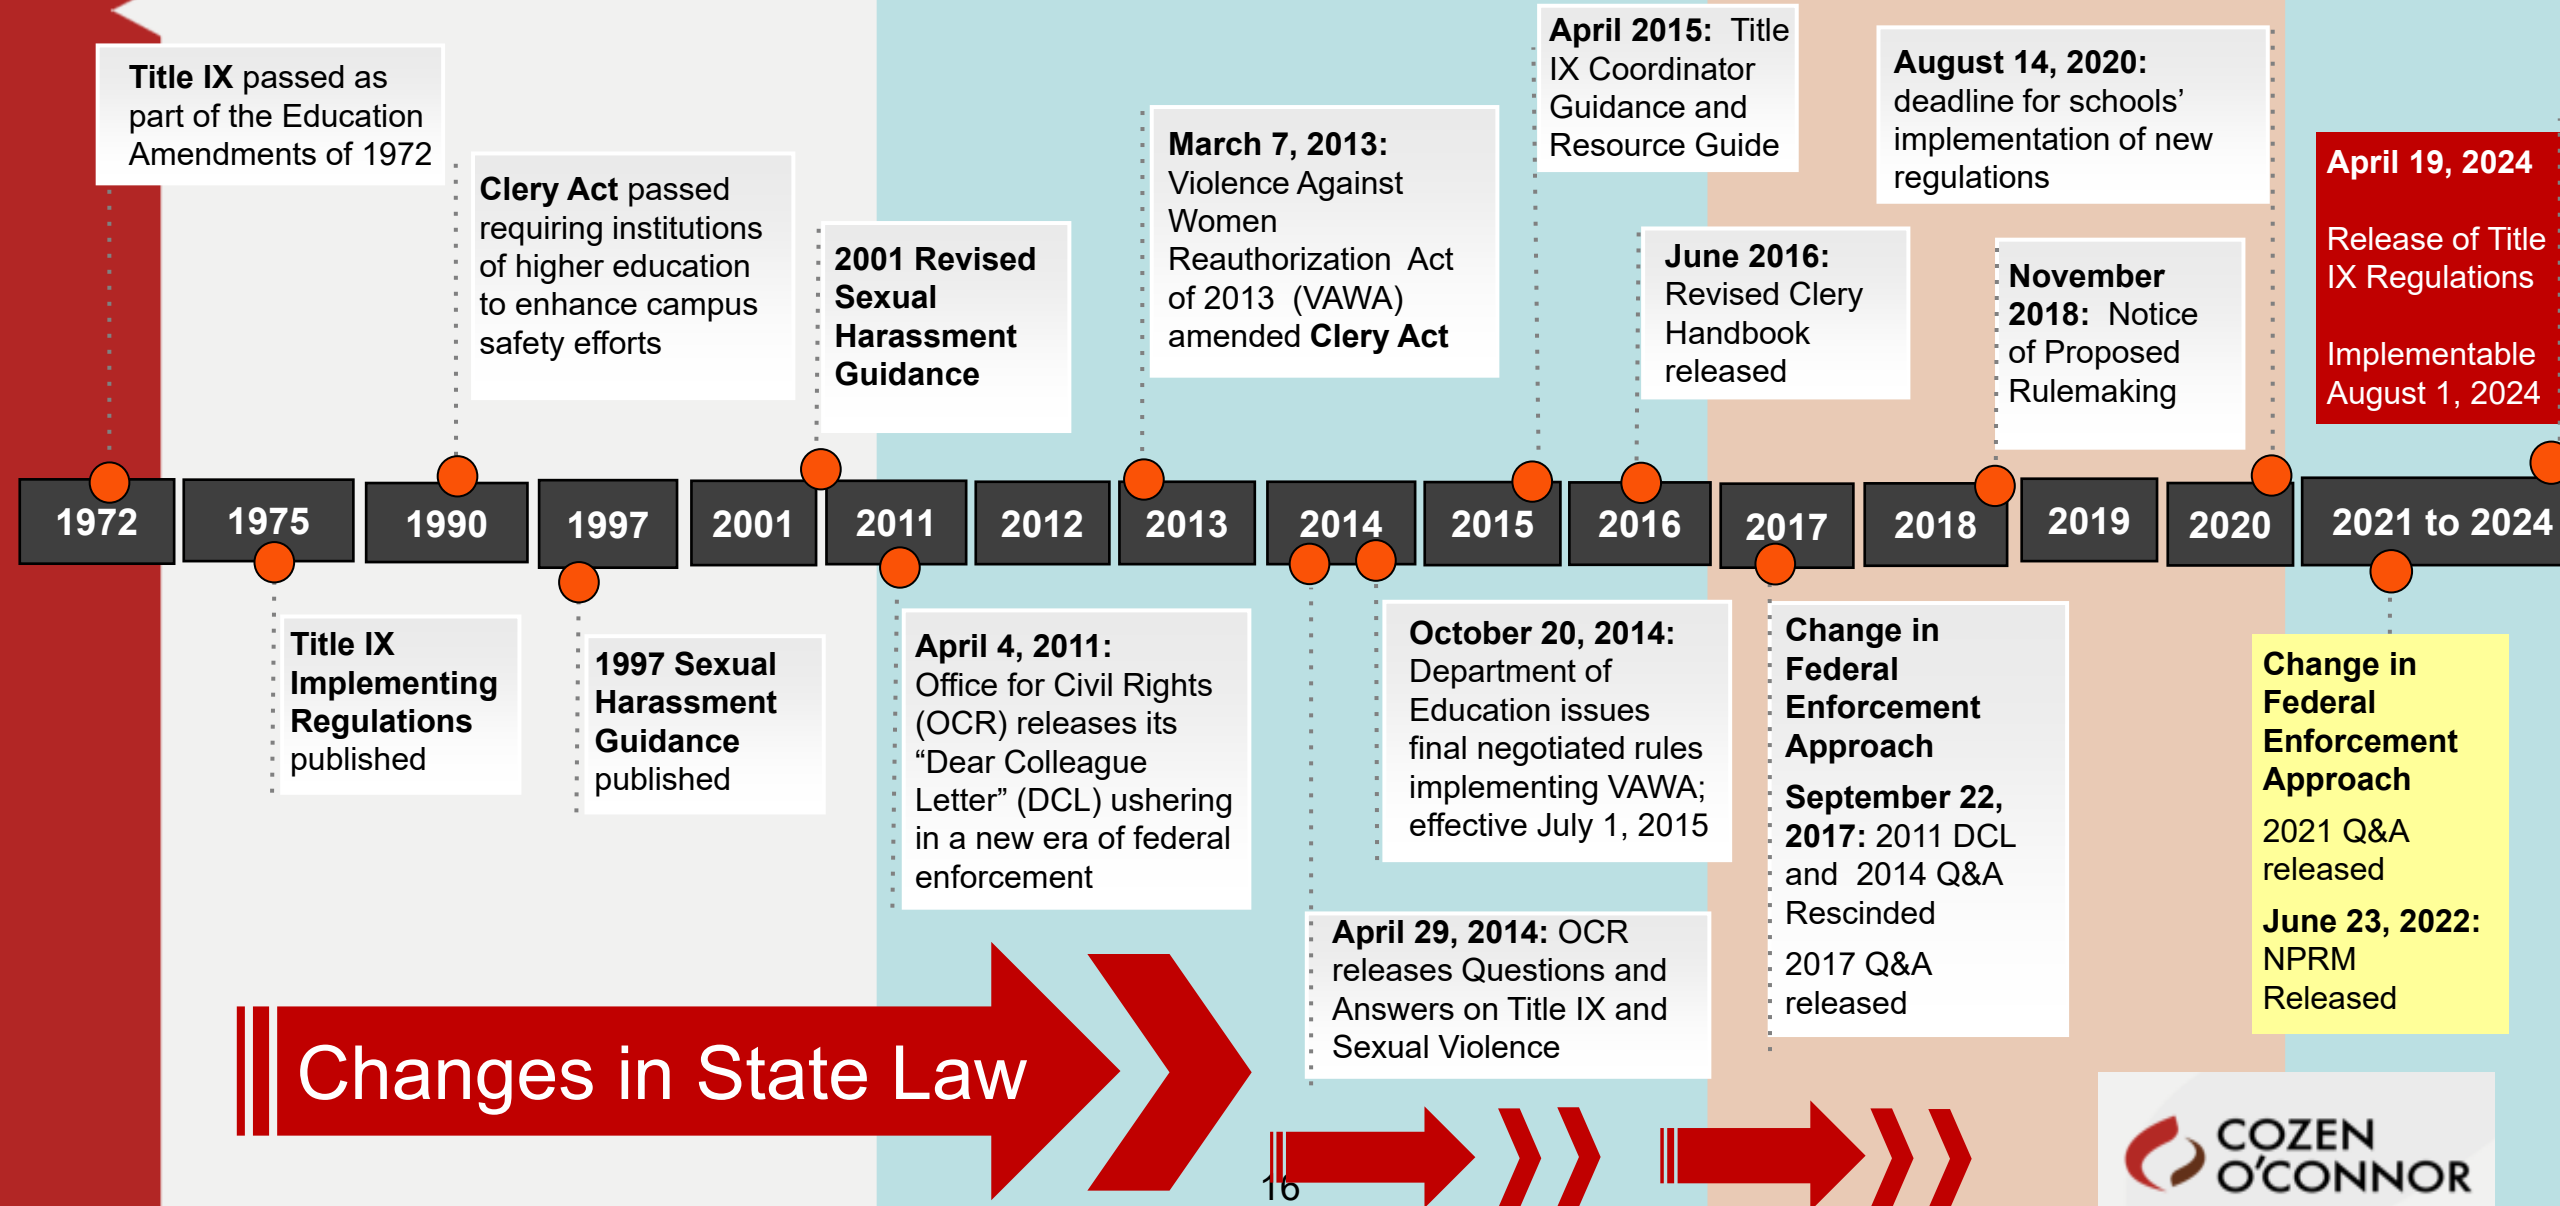 Title IX passed as
part of the Education
Amendments of 1972
Clery Act passed
requiring institutions
of higher education
to enhance campus
safety efforts
2001 Revised
Sexual
Harassment
Guidance
March 7, 2013:
Violence Against
Women
Reauthorization Act
of 2013 (VAWA)
amended Clery Act
April 2015: Title
IX Coordinator
Guidance and
Resource Guide
June 2016:
Revised Clery
Handbook
released
August 14, 2020:
deadline for schools’
implementation of new
regulations
November
2018: Notice
of Proposed
Rulemaking
April 19, 2024
Release of Title
IX Regulations
Implementable
August 1, 2024
1972
1975
1990
1997
2001
2011
2012
2013
2014
2015
2016
2017
2018
2019
2020
2021 to 2024
Title IX
Implementing
Regulations
published
1997 Sexual
Harassment
Guidance
published
April 4, 2011:
Office for Civil Rights
(OCR) releases its
“Dear Colleague
Letter” (DCL) ushering
in a new era of federal
enforcement
October 20, 2014:
Department of
Education issues
final negotiated rules
implementing VAWA;
effective July 1, 2015
April 29, 2014: OCR
releases Questions and
Answers on Title IX and
Sexual Violence
Change in
Federal
Enforcement
Approach
September 22,
2017: 2011 DCL
and 2014 Q&A
Rescinded
2017 Q&A
released
Change in
Federal
Enforcement
Approach
2021 Q&A
released
June 23, 2022:
NPRM
Released
Changes in State Law
16
COZEN
O’CONNOR